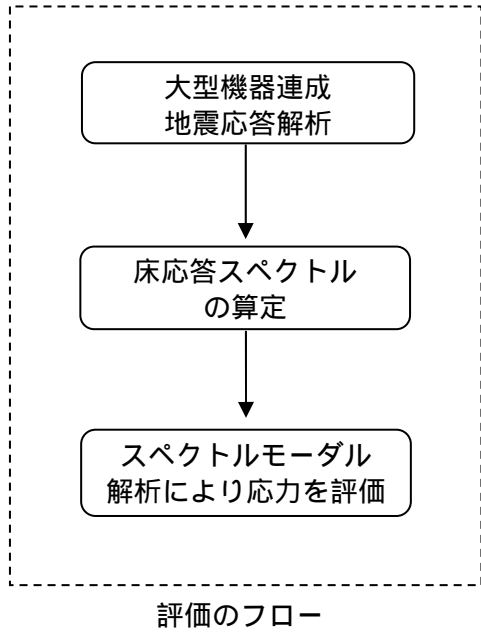 大型機器連成
地震応答解析
床応答スペクトル
の算定
スペクトルモーダル
解析により応力を評価
評価のフロー